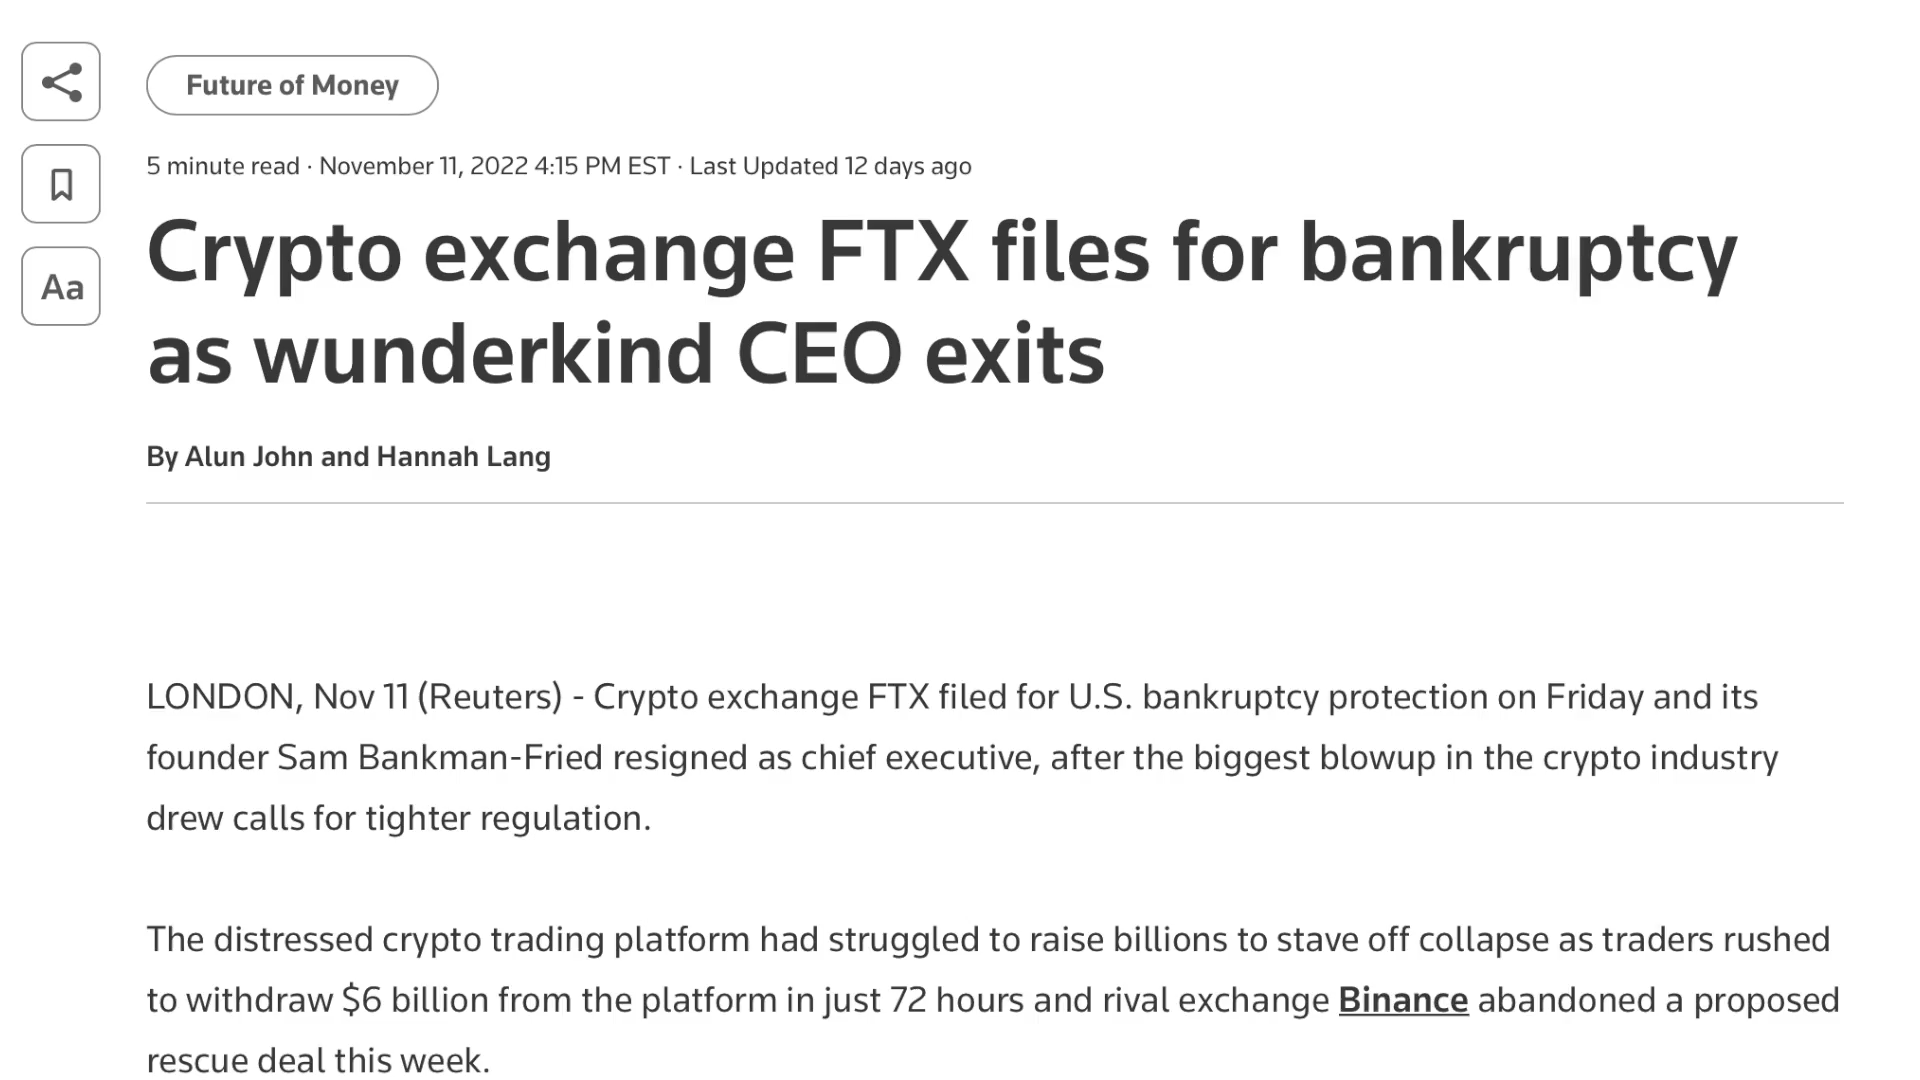 Future of Money
5 minute read · November 11, 2022 4:15 PM EST · Last Updated 12 days ago
Crypto exchange FTX files for bankruptcy
as wunderkind CEO exits
Aa
By Alun John and Hannah Lang
LONDON, Nov 11 (Reuters) - Crypto exchange FTX filed for U.S. bankruptcy protection on Friday and its
founder Sam Bankman-Fried resigned as chief executive, after the biggest blowup in the crypto industry
drew calls for tighter regulation.
The distressed crypto trading platform had struggled to raise billions to stave off collapse as traders rushed
to withdraw $6 billion from the platform in just 72 hours and rival exchange Binance abandoned a proposed
rescue deal this week.